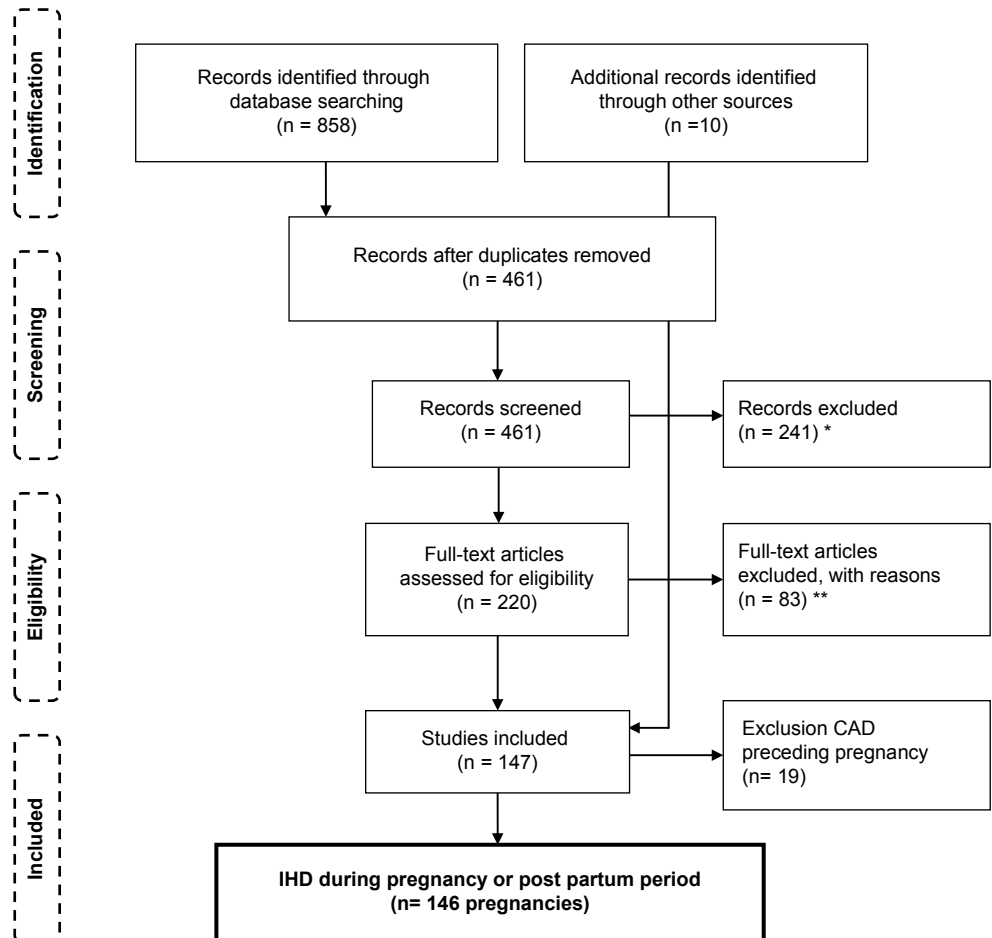 Identification
Records identified through
database searching
(n = 858)
Additional records identified
through other sources
(n =10)
Records after duplicates removed
(n = 461)
Screening
Records screened
(n = 461)
Records excluded
(n = 241) *
Eligibility
Full-text articles
assessed for eligibility
(n = 220)
Full-text articles
excluded, with reasons
(n = 83) **
Included
Studies included
(n = 147)
Exclusion CAD
preceding pregnancy
(n= 19)
IHD during pregnancy or post partum period
(n= 146 pregnancies)